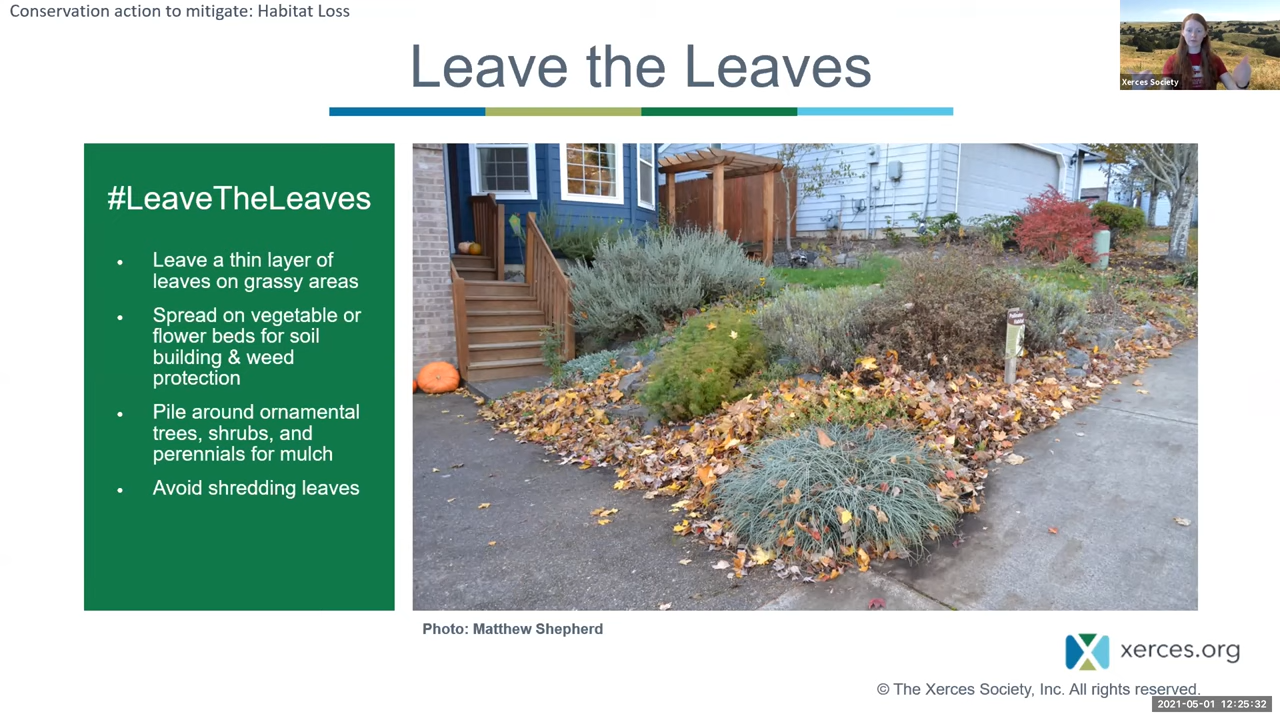 Conservation action to mitigate: Habitat Loss
Leave the Leaves
Xerces Society
#LeaveTheLeaves
• Leave a thin layer of
leaves on grassy areas
• Spread on vegetable or
flower beds for soil
building & weed
protection
• Pile around ornamental
trees, shrubs, and
perennials for mulch
• Avoid shredding leaves
Photo: Matthew Shepherd
xerces.org
© The Xerces Society, Inc. All rights reserved.
2021-05-01 12:25:32